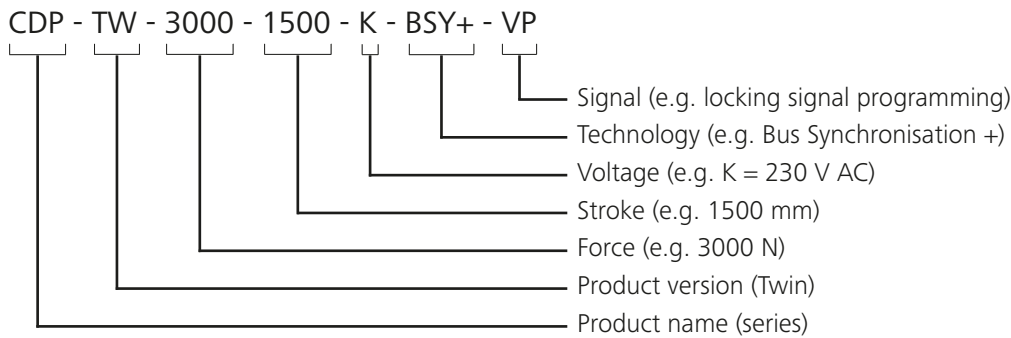 CDP - TW - 3000 - 1500 - K - BSY+ - VP
Signal (e.g. locking signal programming)
Technology (e.g. Bus Synchronisation +)
Voltage (e.g. K = 230 V AC)
Stroke (e.g. 1500 mm)
Force (e.g. 3000 N)
Product version (Twin)
Product name (series)